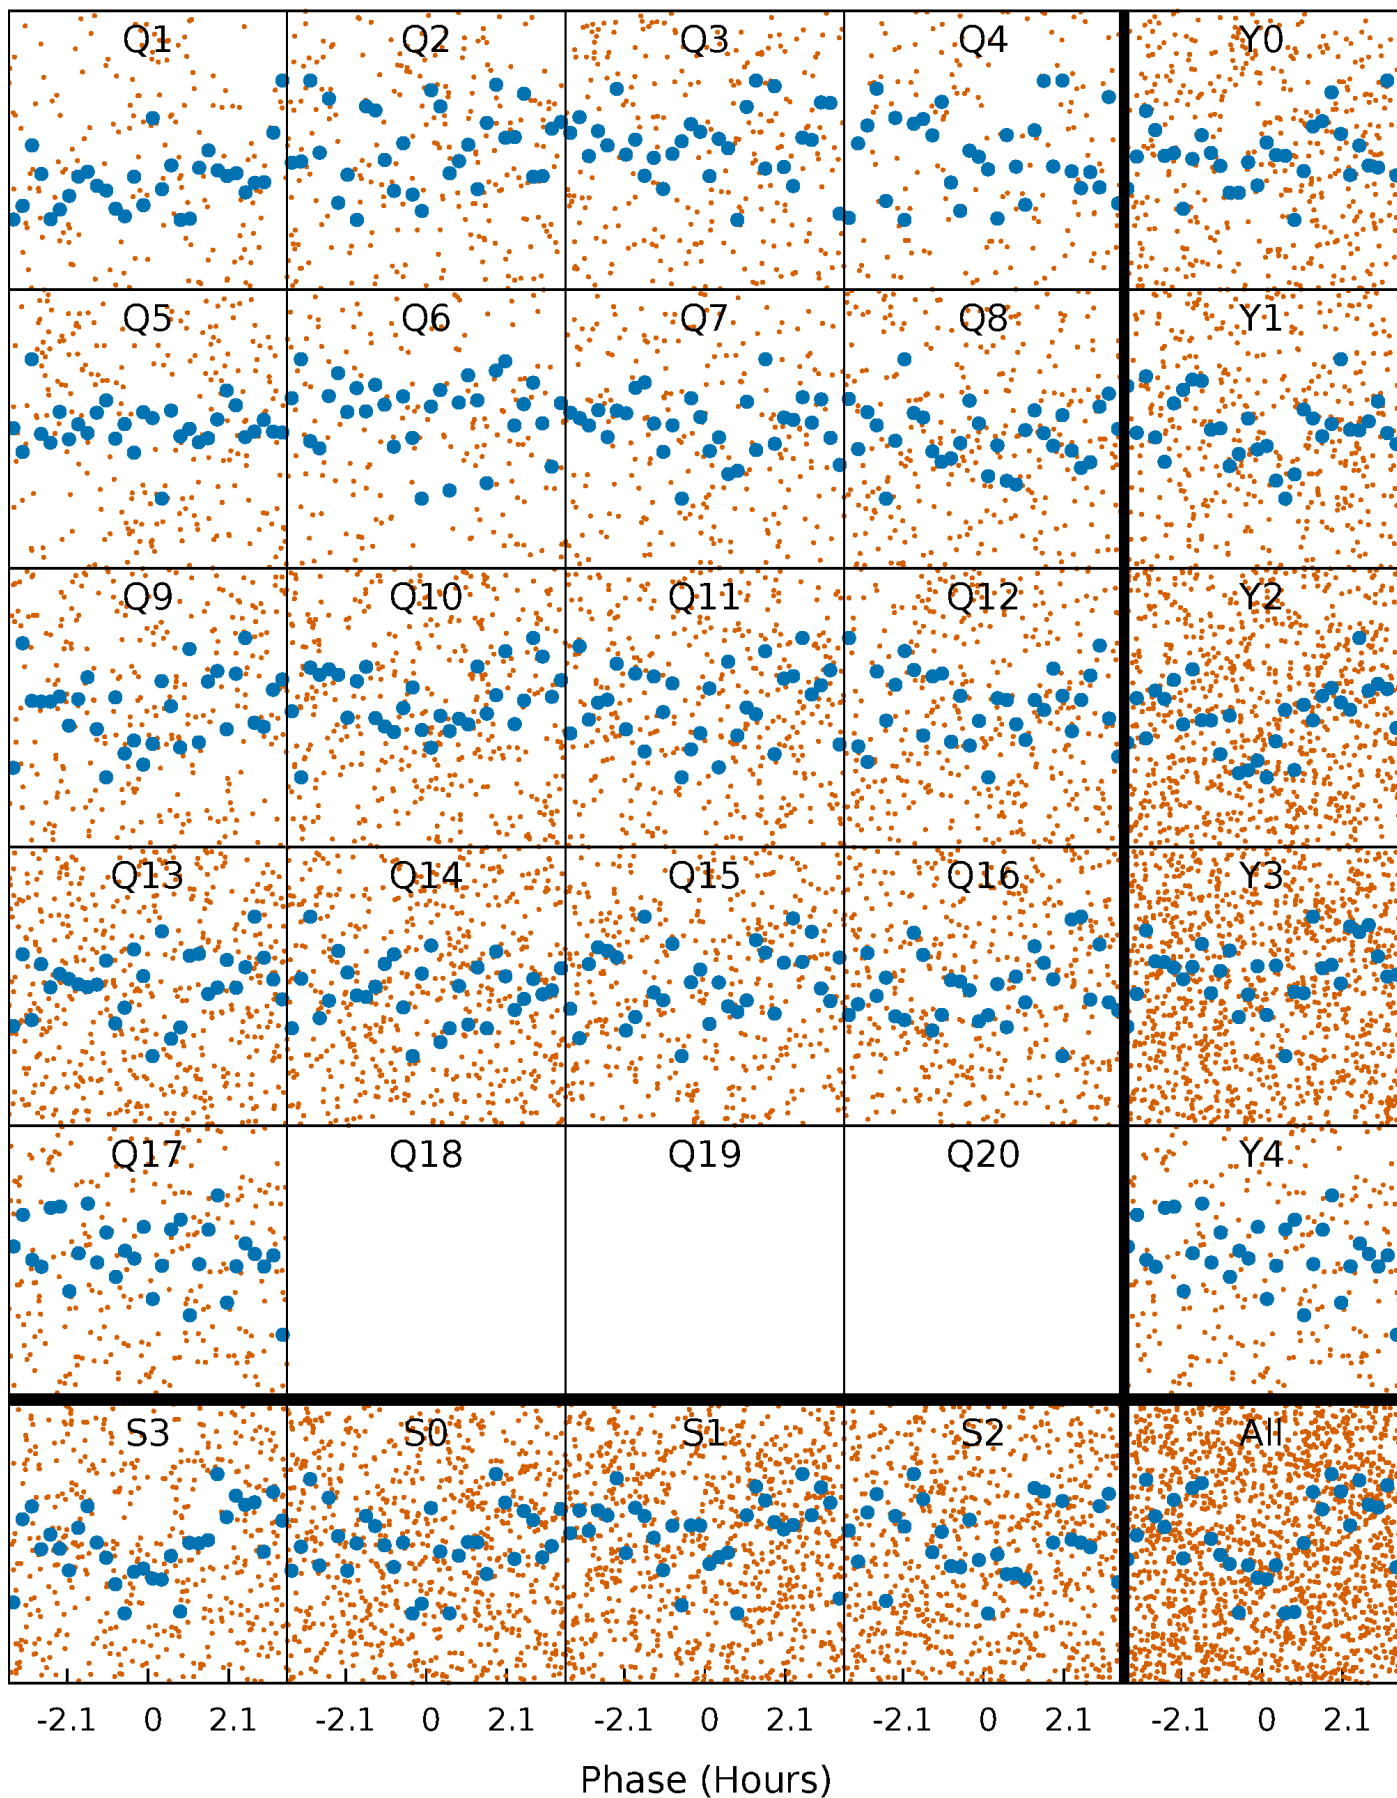 Q1 Q2 Q3 Q4 Y0
Q5 Q6 Q7 Q8 Y1
Q9 Q10 Q11 Q12 Y2
Q13 Q14 Q15 Q16 Y3
Q17 Q18 Q19 Q20 Y4
S3 S0 S1 S2 All
-2.1 0 2.1 -2.1 0 2.1 -2.1 0 2.1 -2.1 0 2.1 -2.1 0 2.1
Phase (Hours)